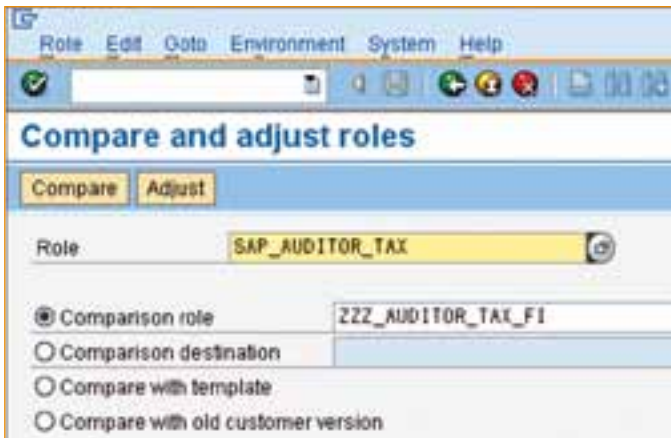 Role Edit Goto Environment System Help
Compare and adjust roles
Compare Adjust
Role SAP_AUDITOR_TAX
Comparison role ZZZ_AUDITOR_TAX_FI
Comparison destination
Compare with template
Compare with old customer version